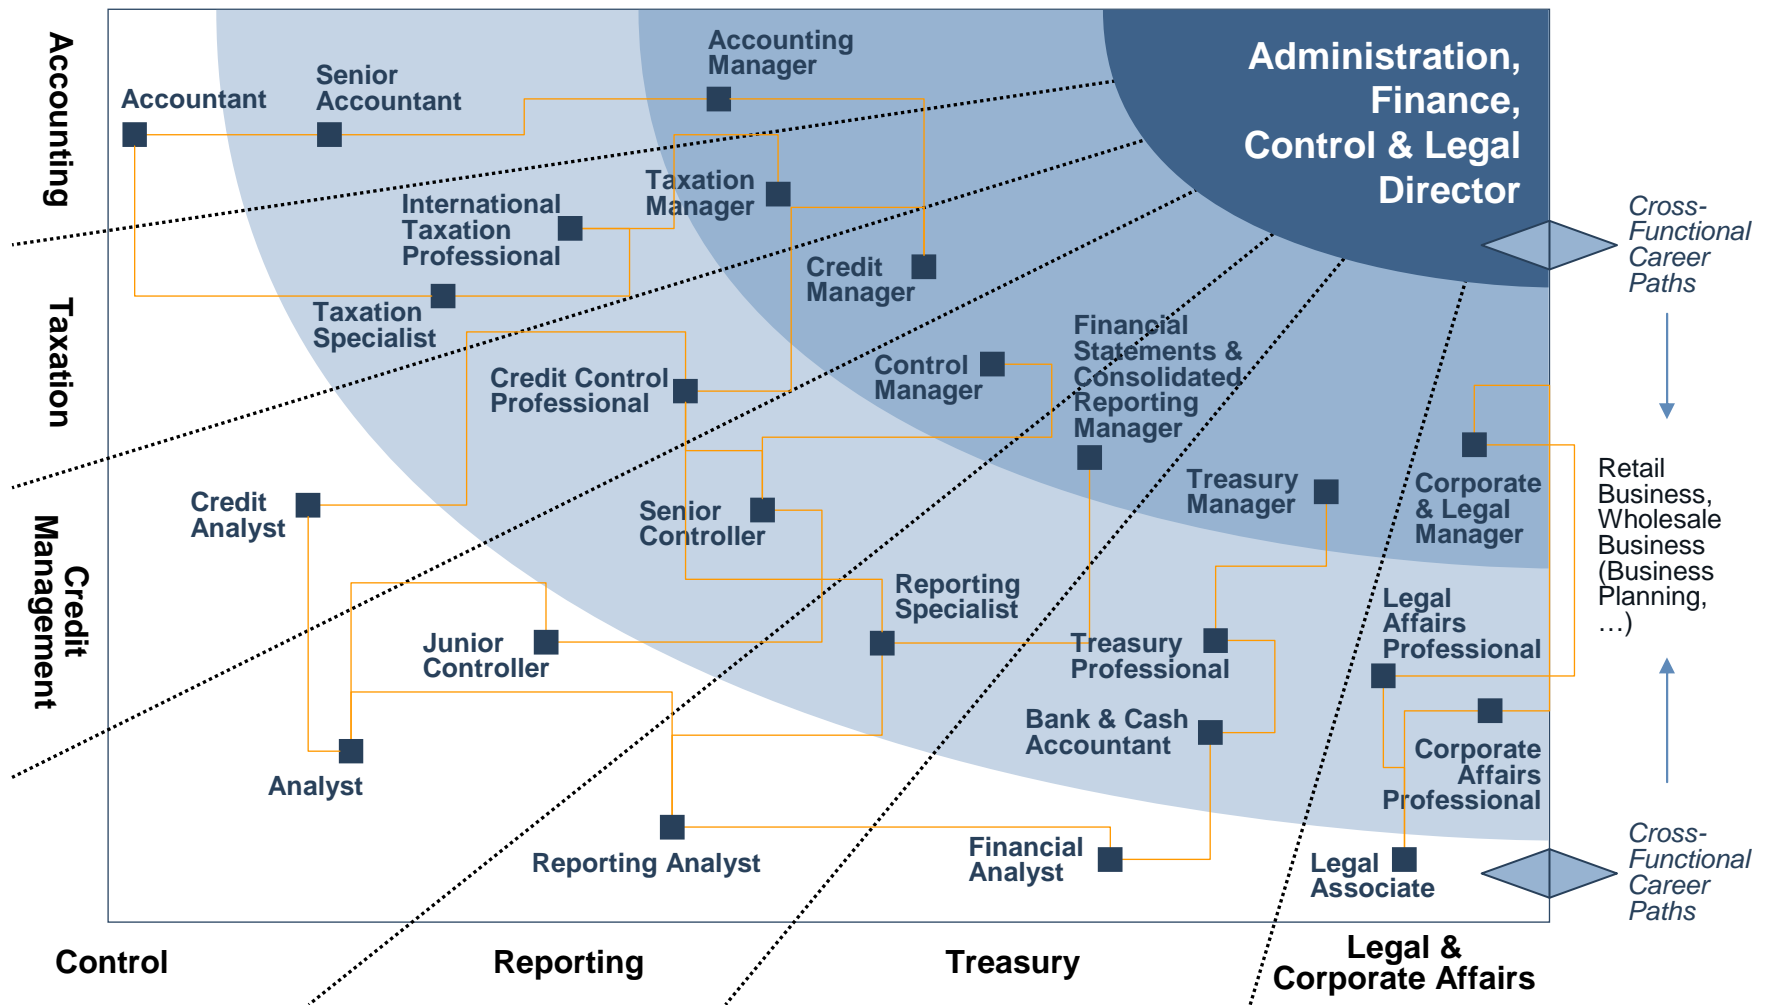 Accounting
Taxation
Credit
Management
Accountant
Senior
Accountant
Accounting
Manager
Administration,
Finance,
Control & Legal
Director
International
Taxation
Professional
Taxation
Manager
Taxation
Specialist
Credit
Manager
Credit Control
Professional
Credit
Analyst
Control
Manager
Senior
Controller
Junior
Controller
Analyst
Financial
Statements &
Consolidated
Reporting
Manager
Reporting
Specialist
Reporting Analyst
Treasury
Manager
Treasury
Professional
Bank & Cash
Accountant
Financial
Analyst
Corporate
& Legal
Manager
Legal
Affairs
Professional
Corporate
Affairs
Professional
Legal
Associate
Cross-
Functional
Career
Paths
Retail
Business,
Wholesale
Business
(Business
Planning,
…)
Cross-
Functional
Career
Paths
Control
Reporting
Treasury
Legal &
Corporate Affairs